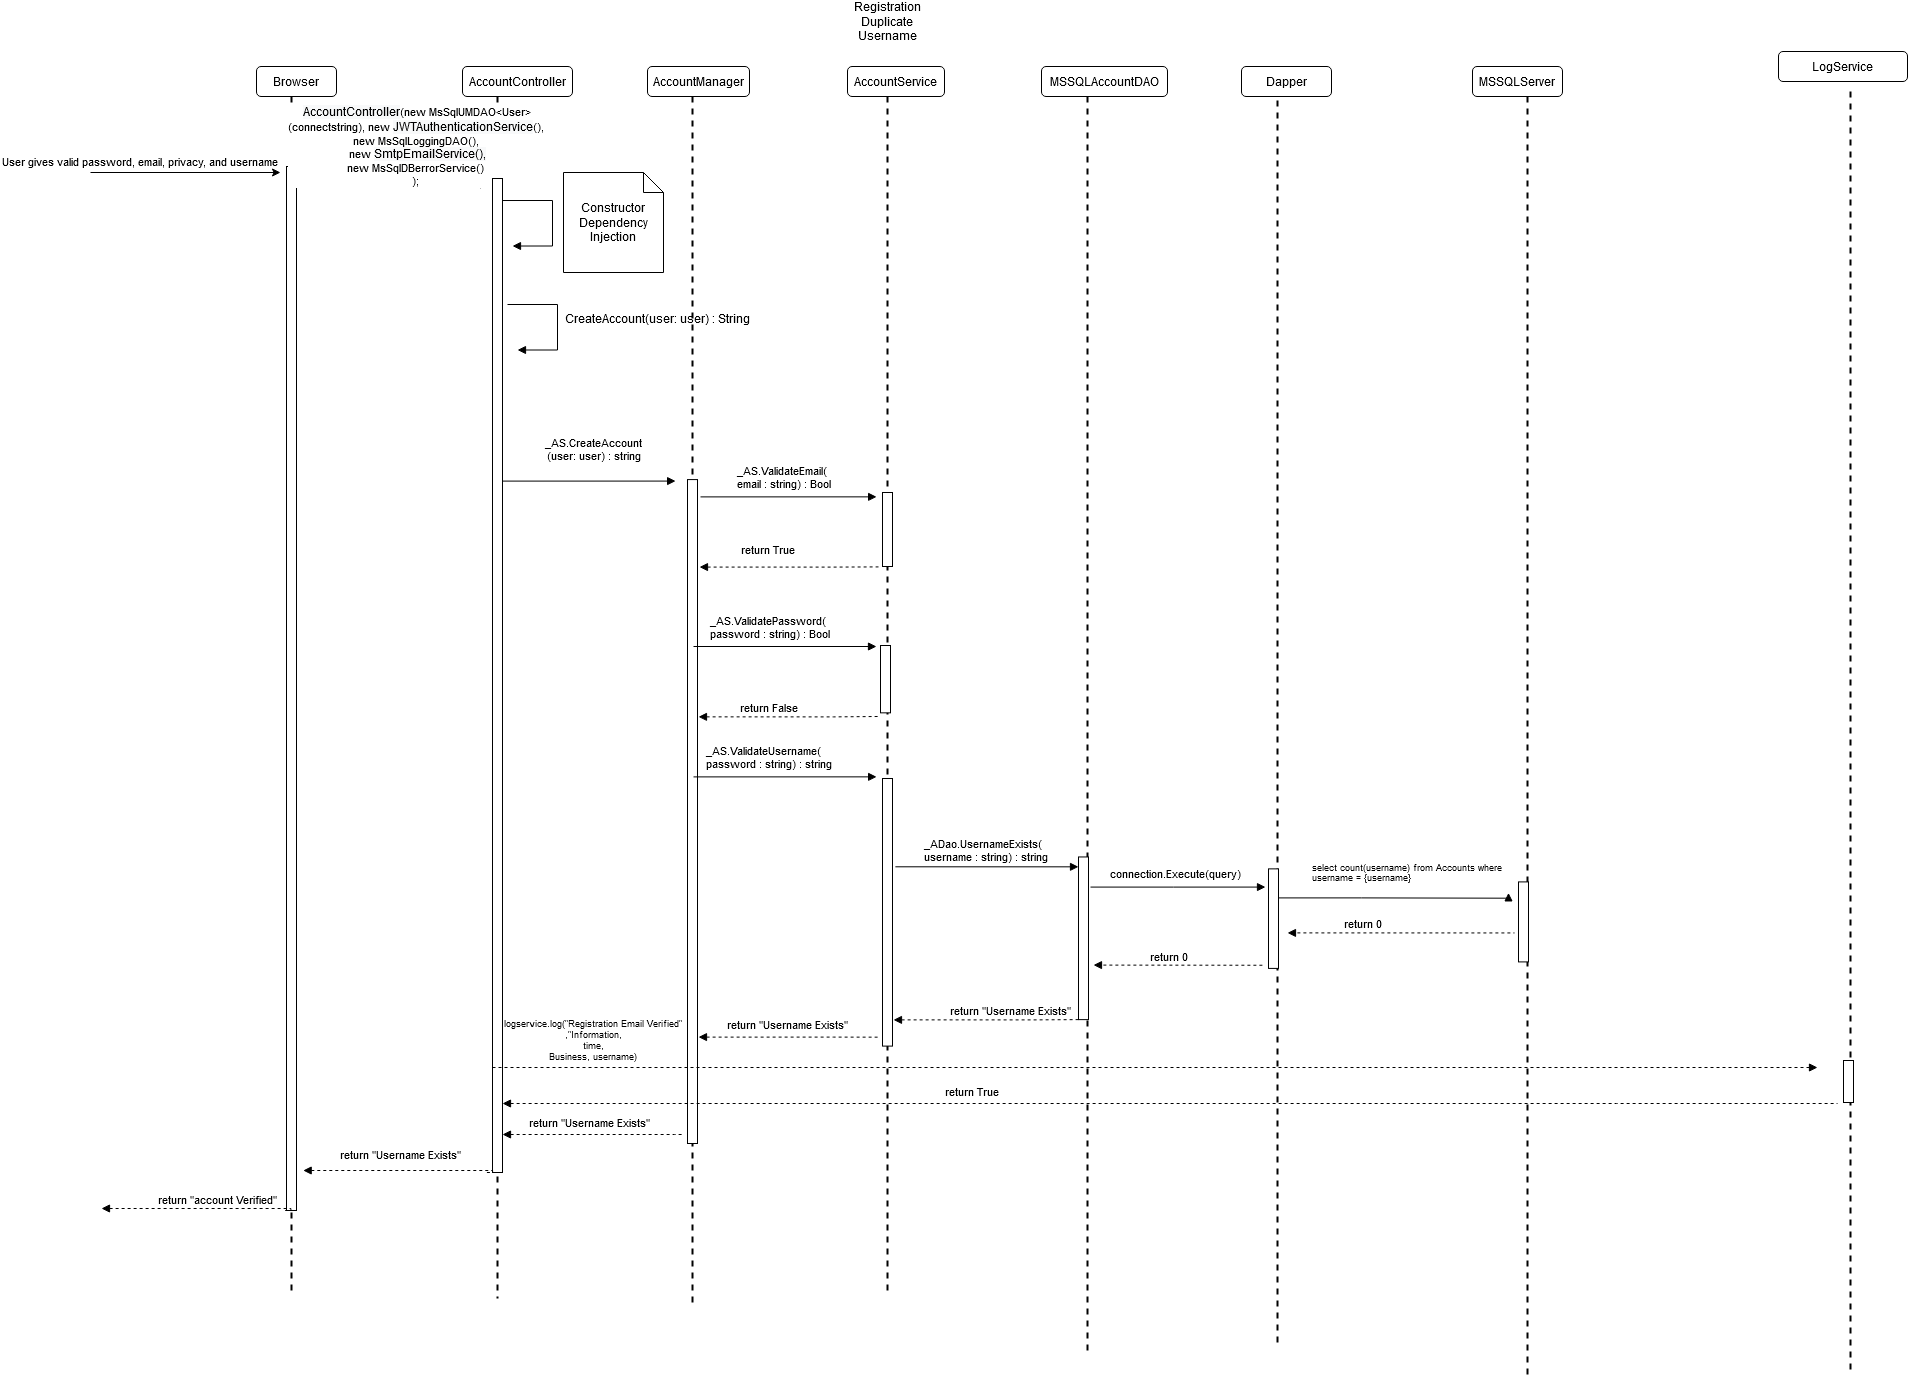 Registration
Duplicate
Username
Browser
AccountController
AccountManager
AccountService
MSSQLAccountDAO
Dapper
MSSQLServer
LogService
AccountController(new MsSqlUMDAO<User>
(connectstring), new JWTAuthenticationService(),
new MsSqlLoggingDAO(),
new SmtpEmailService(),
new MsSqlDBerrorService()
);
User gives valid password, email, privacy, and username
Constructor
Dependency
Injection
CreateAccount(user: user) : String
_AS.CreateAccount
(user: user) : string
_AS.ValidateEmail(
email : string) : Bool
return True
_AS.ValidatePassword(
password : string) : Bool
return False
_AS.ValidateUsername(
password : string) : string
_ADao.UsernameExists(
username : string) : string
connection.Execute(query)
select count(username) from Accounts where
username = {username}
return 0
return 0
return "Username Exists"
return "Username Exists"
logservice.log("Registration Email Verified"
,"Information,
time,
Business, username)
return True
return "Username Exists"
return "Username Exists"
return "account Verified"